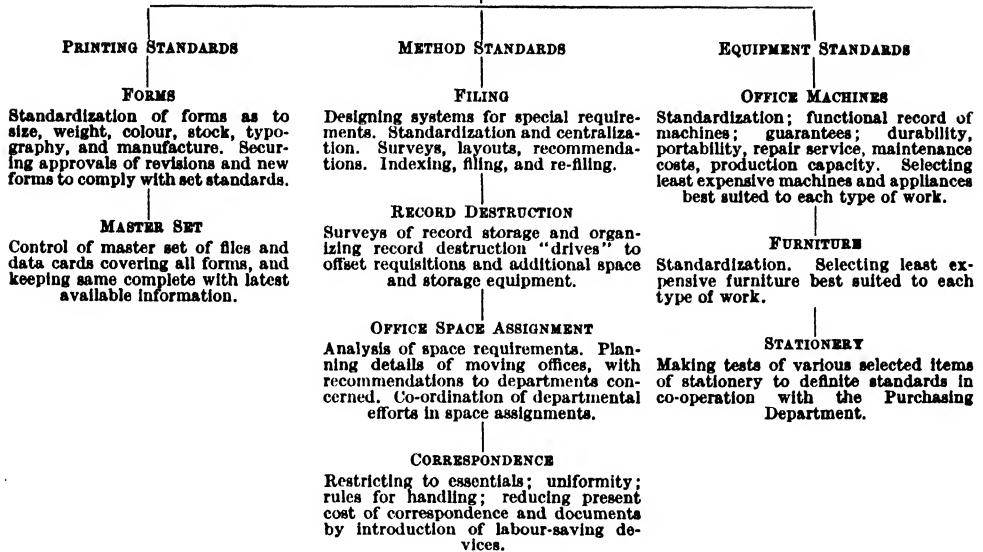 PRINTING STANDARDS
FORMS
Standardization of forms as to
size, weight, colour, stock, typo-
graphy, and manufacture. Secur-
ing approvals of revisions and new
forms to comply with set standards.
MASTER SET
Control of master set of files and
data cards covering all forms, and
keeping same complete with latest
available information.
METHOD STANDARDS
FILING
Designing systems for special require-
ments. Standardization and centraliza-
tion. Surveys, layouts, recommenda-
tions. Indexing, filing, and re-filing.
RECORD DESTRUCTION
Surveys of record storage and organ-
izing record destruction "drives" to
offset requisitions and additional space
and storage equipment.
OFFICE SPACE ASSIGNMENT
Analysis of space requirements. Plan-
ning details of moving offices, with
recommendations to departments con-
cerned. Co-ordination of departmental
efforts in space assignments.
CORRESPONDENCE
Restricting to essentials; uniformity;
rules for handling; reducing present
cost of correspondence and documents
by introduction of labour-saving de-
vices.
EQUIPMENT STANDARDS
OFFICE MACHINES
Standardization; functional record of
machines; guarantees; durability,
portability, repair service, maintenance
costs, production capacity. Selecting
least expensive machines and appliances
best suited to each type of work.
FURNITURE
Standardization. Selecting least ex-
pensive furniture best suited to each
type of work.
STATIONERY
Making tests of various selected items
of stationery to definite standards in
co-operation with the Purchasing
Department.